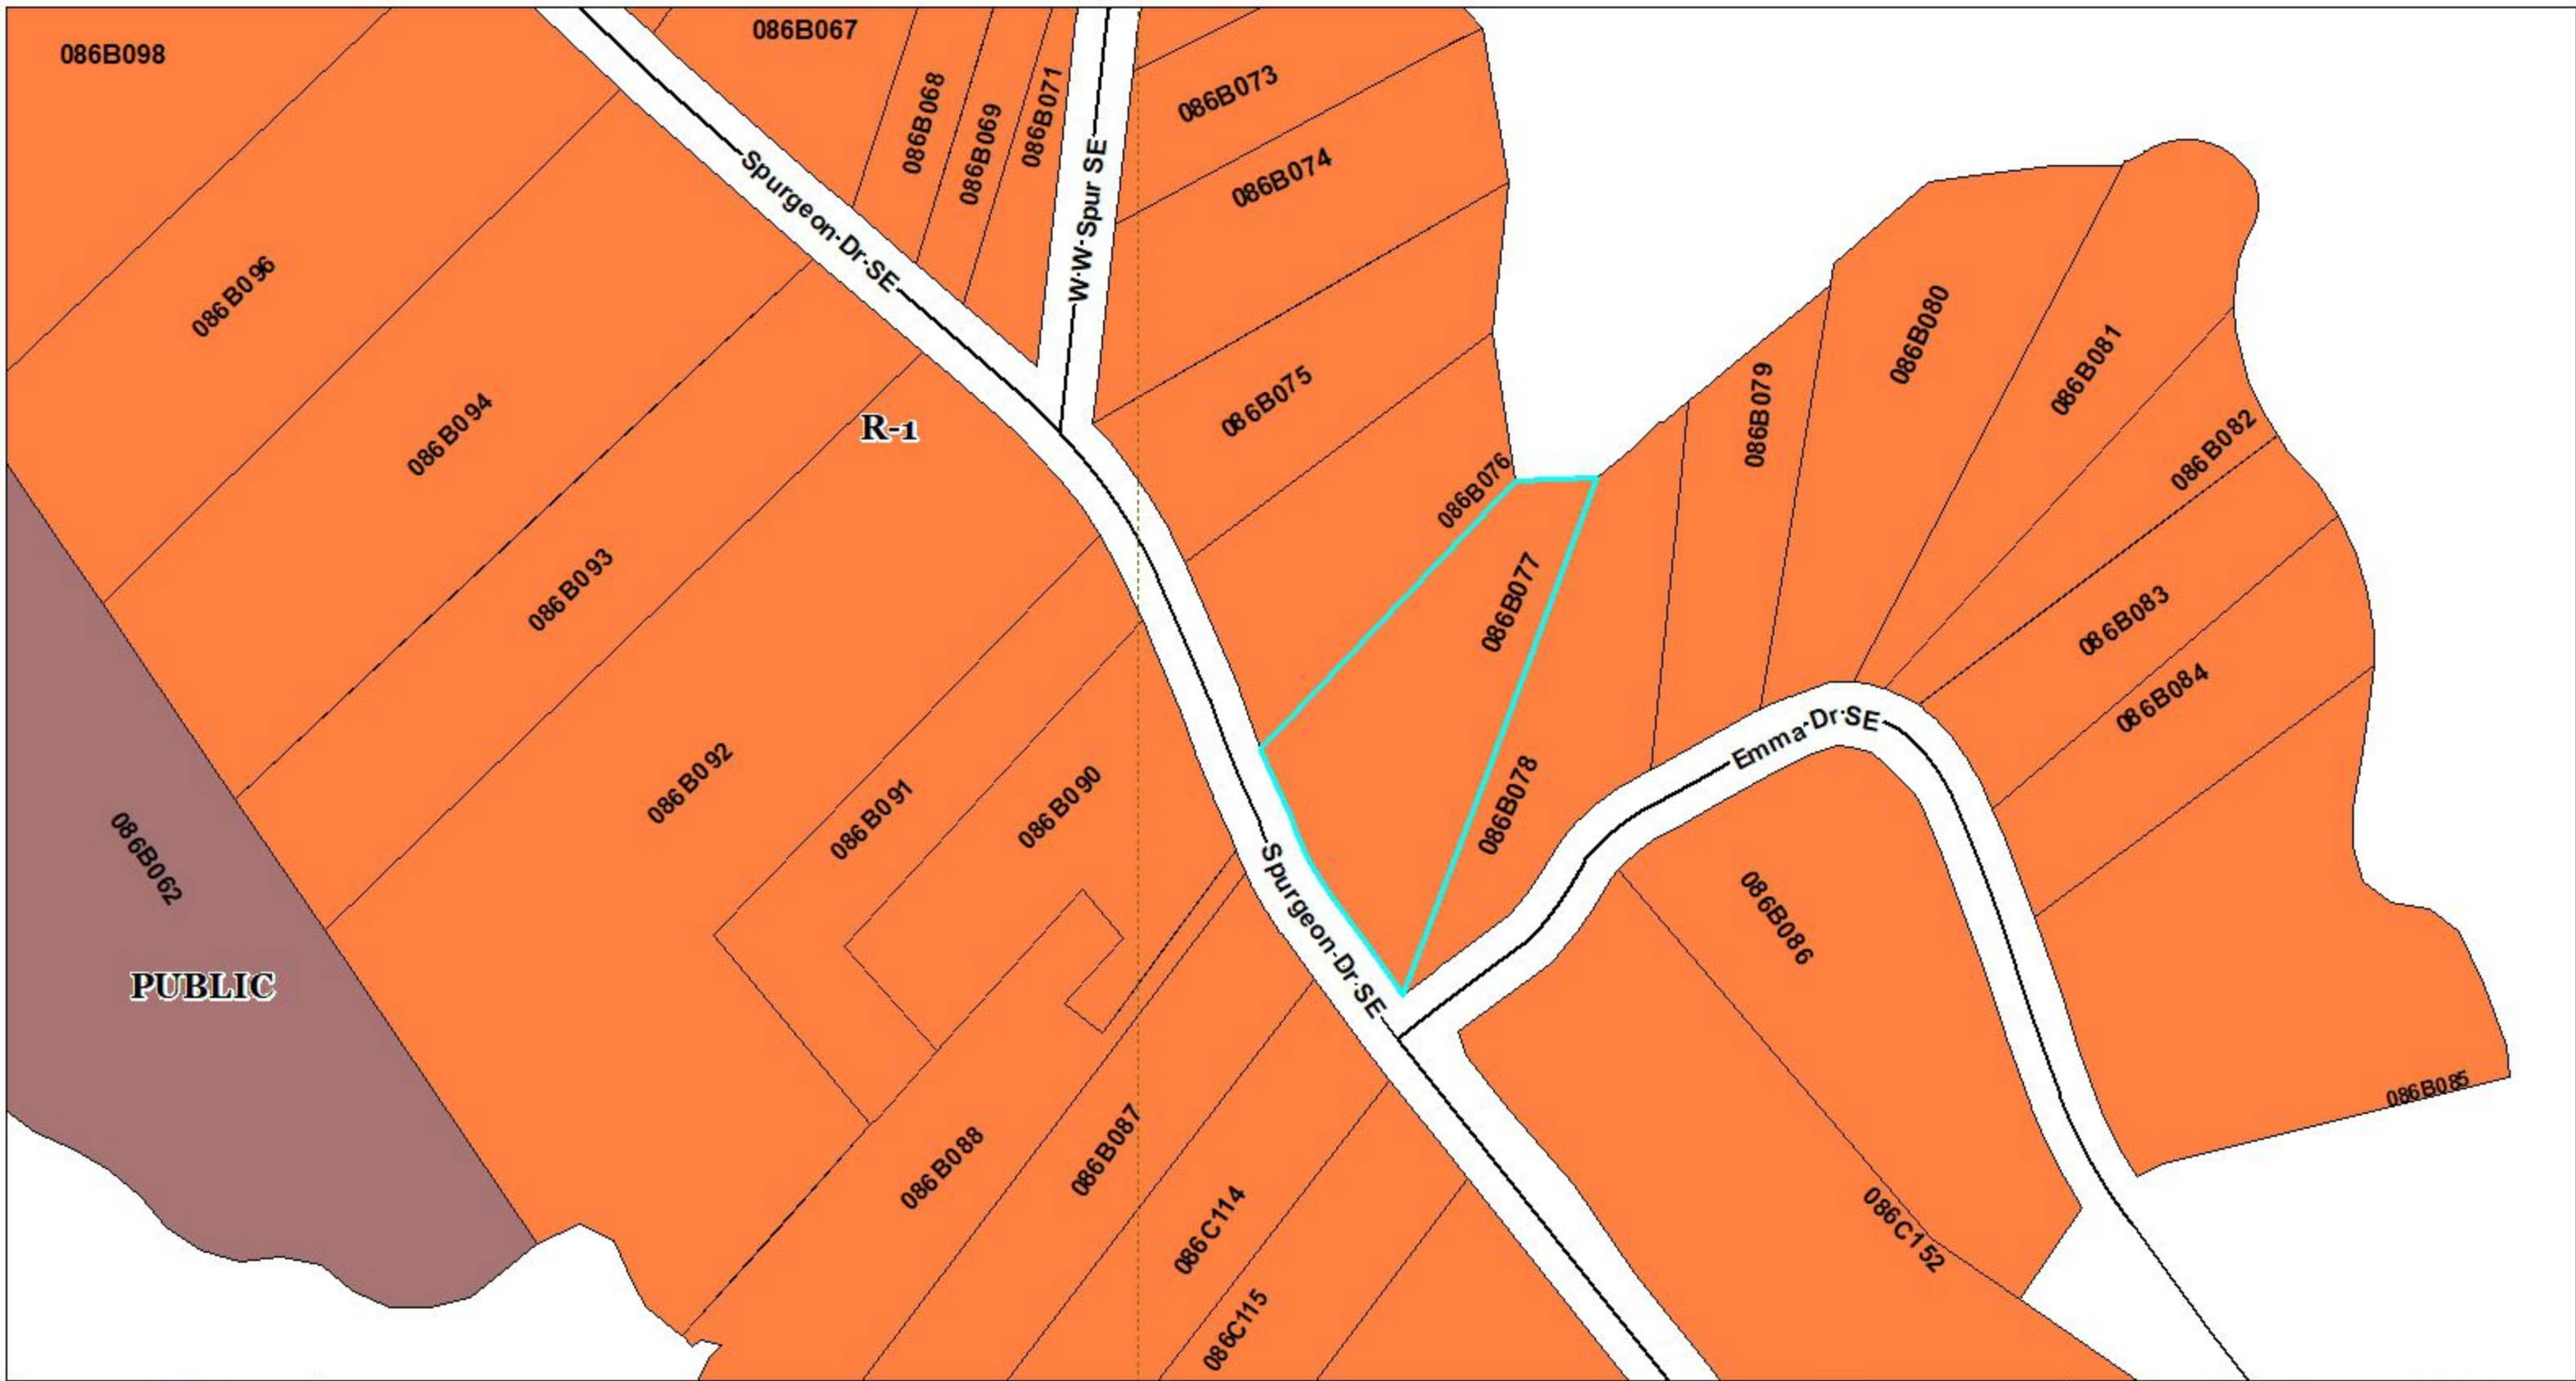 086B098
086B067
086B068
086B069
086B071
W W Spur SE
086B073
086B074
086B096
Spurgeon Dr SE
086B075
R-1
086B094
086B076
086B079
086B080
086B081
086B082
086B093
086B077
086B083
086B084
Emma Dr SE
086B092
086B091
086B090
086B078
086B062
Spurgeon Dr SE
086B086
PUBLIC
086B085
086B088
086B087
086C114
086C152
086C115